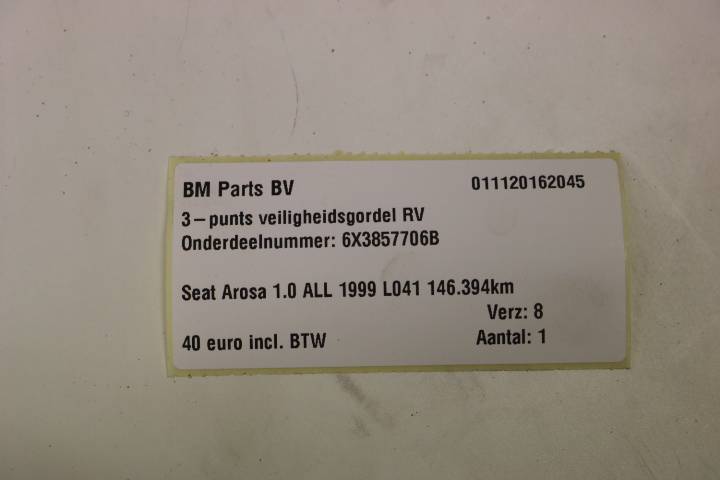 BM Parts BV 011120162045
3-punts veiligheidsgordel RV
Onderdeelnummer: 6X3857706B
Seat Arosa 1.0 ALL 1999 L041 146.394km
Verz: 8
40 euro incl. BTW Aantal: 1